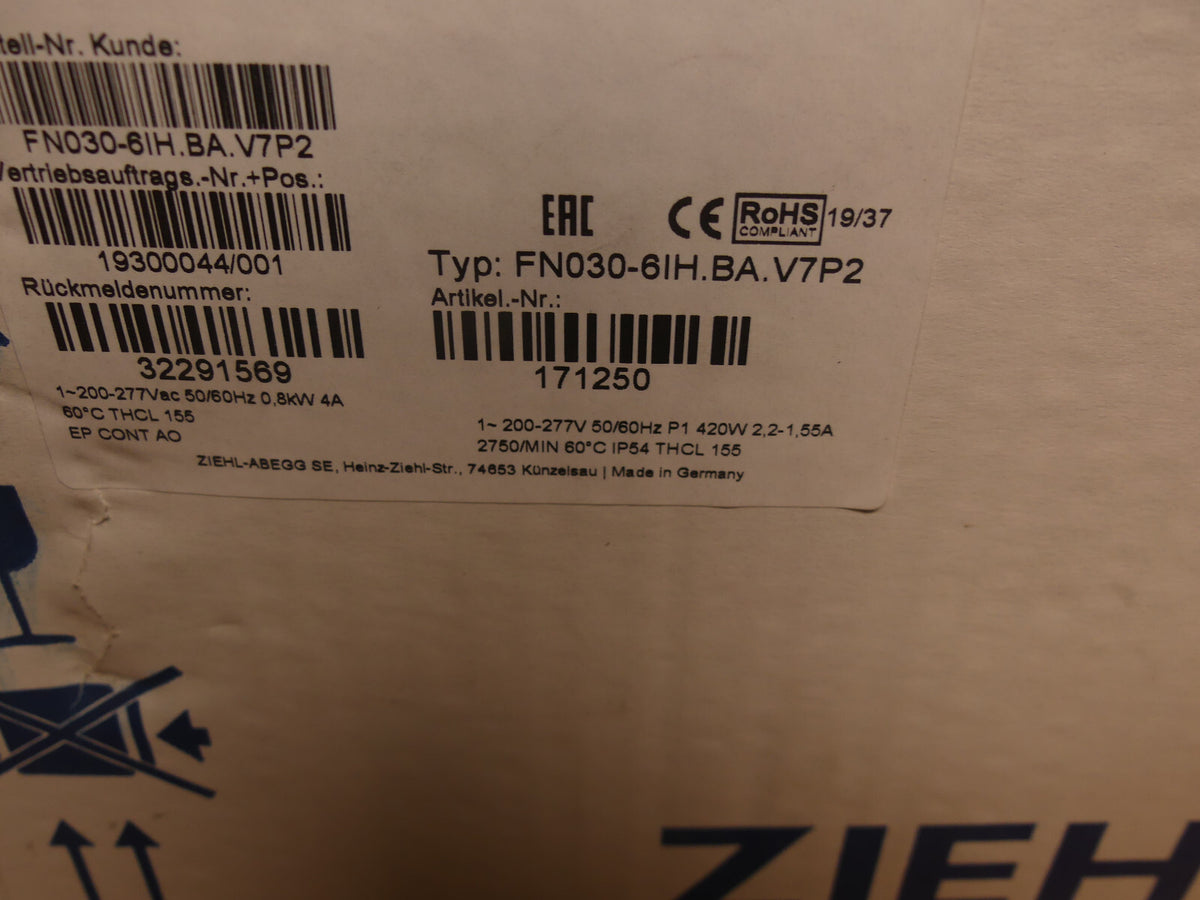 tell-Nr. Kunde:
FN030-6IH.BA.V7P2
Vertriebsauftrags.-Nr.+Pos.:
19300044/001
Rückmeldenummer:
32291569
1~200-277Vac 50/60Hz 0,8kW 4A
60°C THCL 155
EP CONT AO
EAC CE RoHS COMPLIANT 19/37
Typ: FN030-6IH.BA.V7P2
Artikel.-Nr.:
171250
1~ 200-277V 50/60Hz P1 420W 2,2-1,55A
2750/MIN 60°C IP54 THCL 155
ZIEHL-ABEGG SE, Heinz-Ziehl-Str., 74653 Künzelsau | Made in Germany
ZIEH